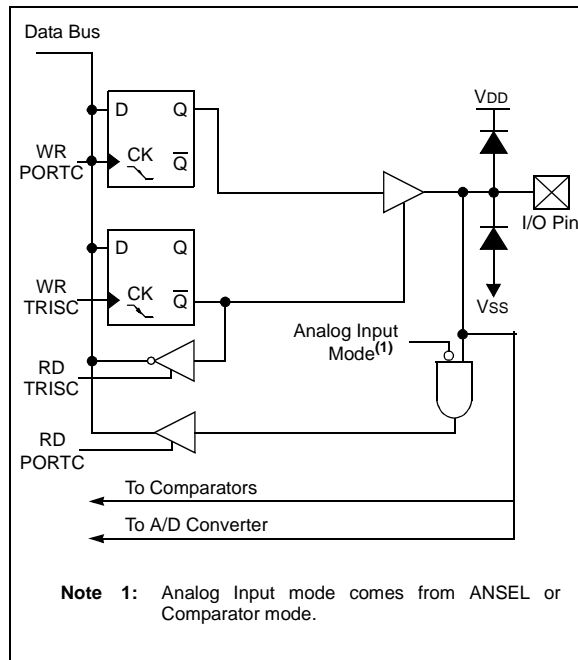 Data Bus
D Q
WR
PORTC
CK Q
VDD
I/O Pin
D Q
WR
TRISC
CK Q
VSS
Analog Input
Mode(1)
RD
TRISC
RD
PORTC
To Comparators
To A/D Converter
Note 1: Analog Input mode comes from ANSEL or
Comparator mode.